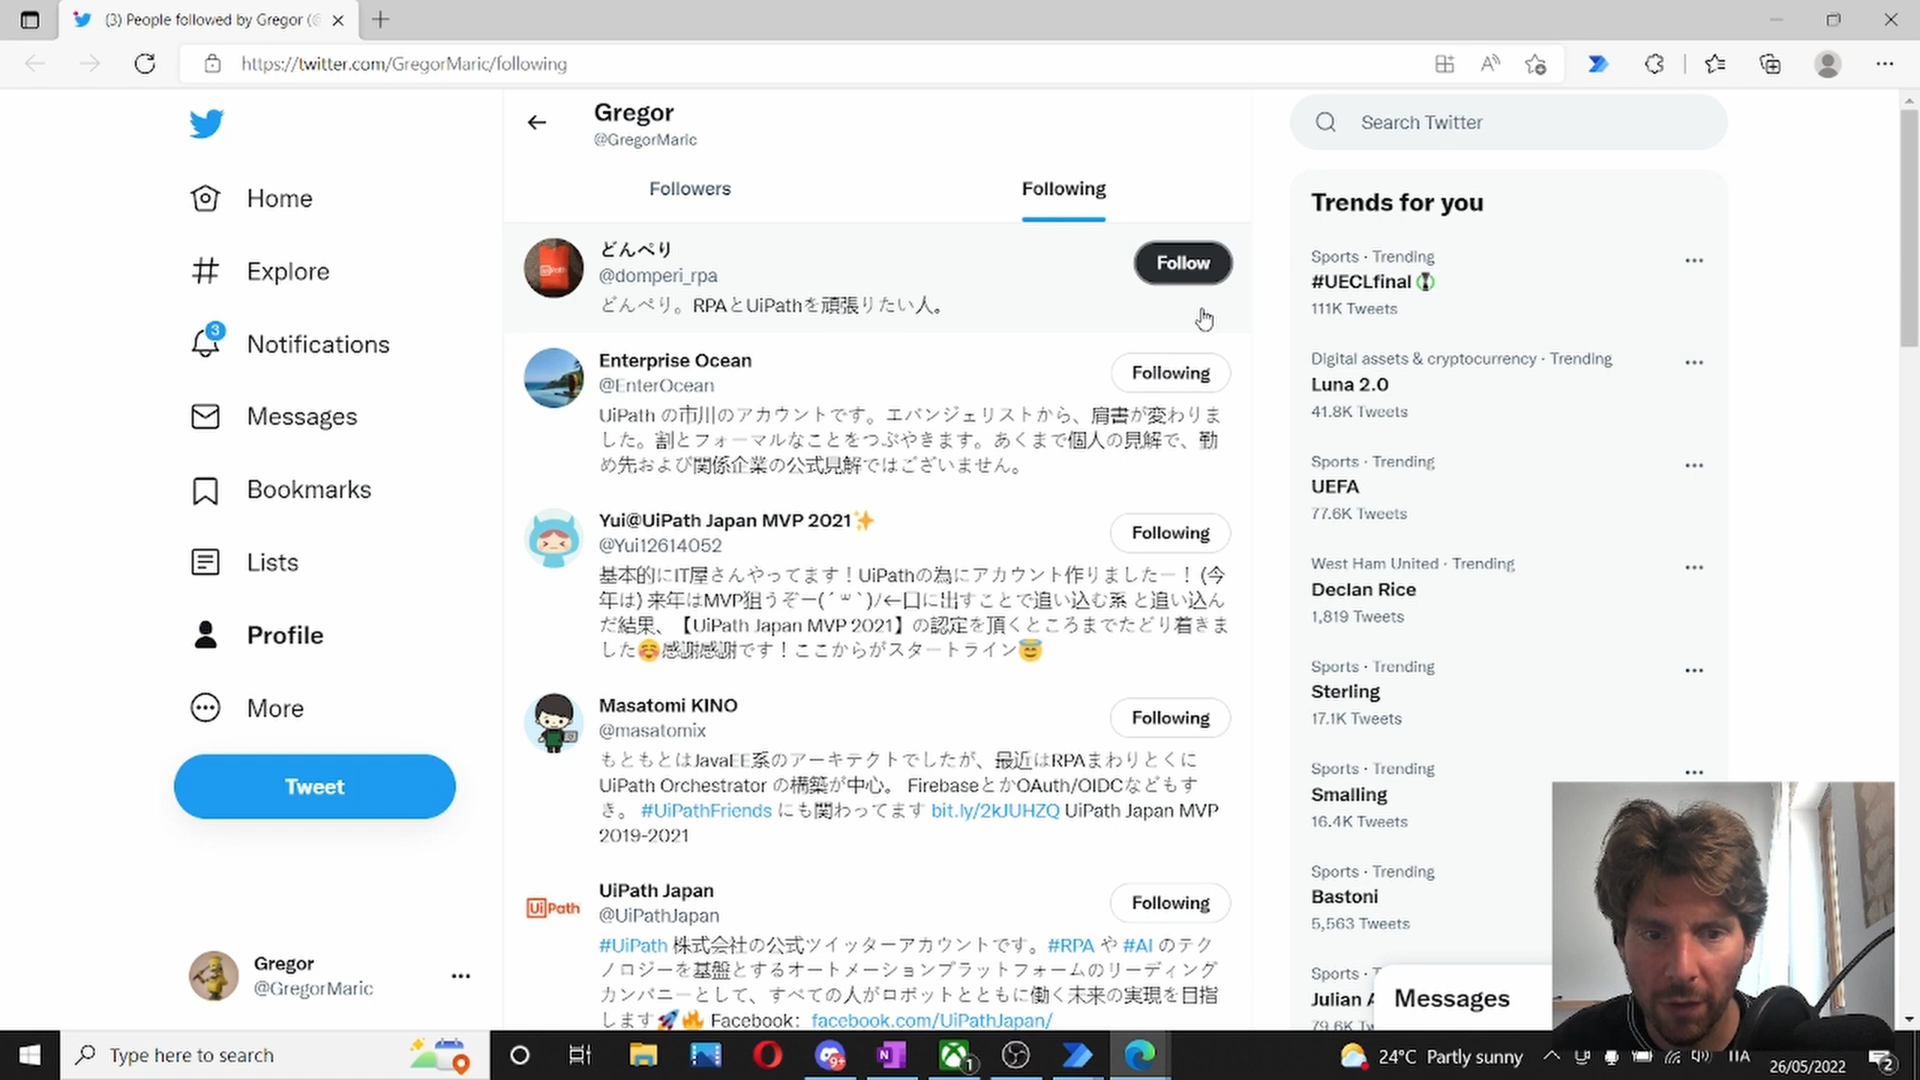 (3) People followed by Gregor (@
https://twitter.com/GregorMaric/following
Home
Explore
3
Notifications
Messages
Bookmarks
Lists
Profile
More
Tweet
Gregor
@GregorMaric
Gregor
@GregorMaric
Followers
Following
どんぺり
@domperi_rpa
どんぺり。RPAとUiPathを頑張りたい人。
Follow
Enterprise Ocean
@EnterOcean
Following
UiPath の市川のアカウントです。エバンジェリストから、肩書が変わりま
した。割とフォーマルなことをつぶやきます。あくまで個人の見解で、勤
め先および関係企業の公式見解ではございません。
Yui@UiPath Japan MVP 2021✨
@Yui12614052
Following
基本的にIT屋さんやってます！UiPathの為にアカウント作りましたー！ (今
年は) 来年はMVP狙うぞー(´꒳`)/←口に出すことで追い込む系 と追い込ん
だ結果、【UiPath Japan MVP 2021】の認定を頂くところまでたどり着きま
した☺️感謝感謝です！ここからがスタートライン😇
Masatomi KINO
@masatomix
Following
もともとはJavaEE系のアーキテクトでしたが、最近はRPAまわりとくに
UiPath Orchestrator の構築が中心。 FirebaseとかOAuth/OIDCなどもす
き。 #UiPathFriends にも関わってます bit.ly/2kJUHZQ UiPath Japan MVP
2019-2021
UiPath Japan
@UiPathJapan
Following
UiPath
#UiPath 株式会社の公式ツイッターアカウントです。#RPA や #AI のテク
ノロジーを基盤とするオートメーションプラットフォームのリーディング
カンパニーとして、すべての人がロボットとともに働く未来の実現を目指
します🚀🔥 Facebook： facebook.com/UiPathJapan/
Search Twitter
Trends for you
Sports · Trending
#UECLfinal
111K Tweets
Digital assets & cryptocurrency · Trending
Luna 2.0
41.8K Tweets
Sports · Trending
UEFA
77.6K Tweets
West Ham United · Trending
Declan Rice
1,819 Tweets
Sports · Trending
Sterling
17.1K Tweets
Sports · Trending
Smalling
16.4K Tweets
Sports · Trending
Bastoni
5,563 Tweets
Sports ·
Julian
79.6K
Messages
Type here to search
9+
1
24°C Partly sunny
ITA
26/05/2022
2